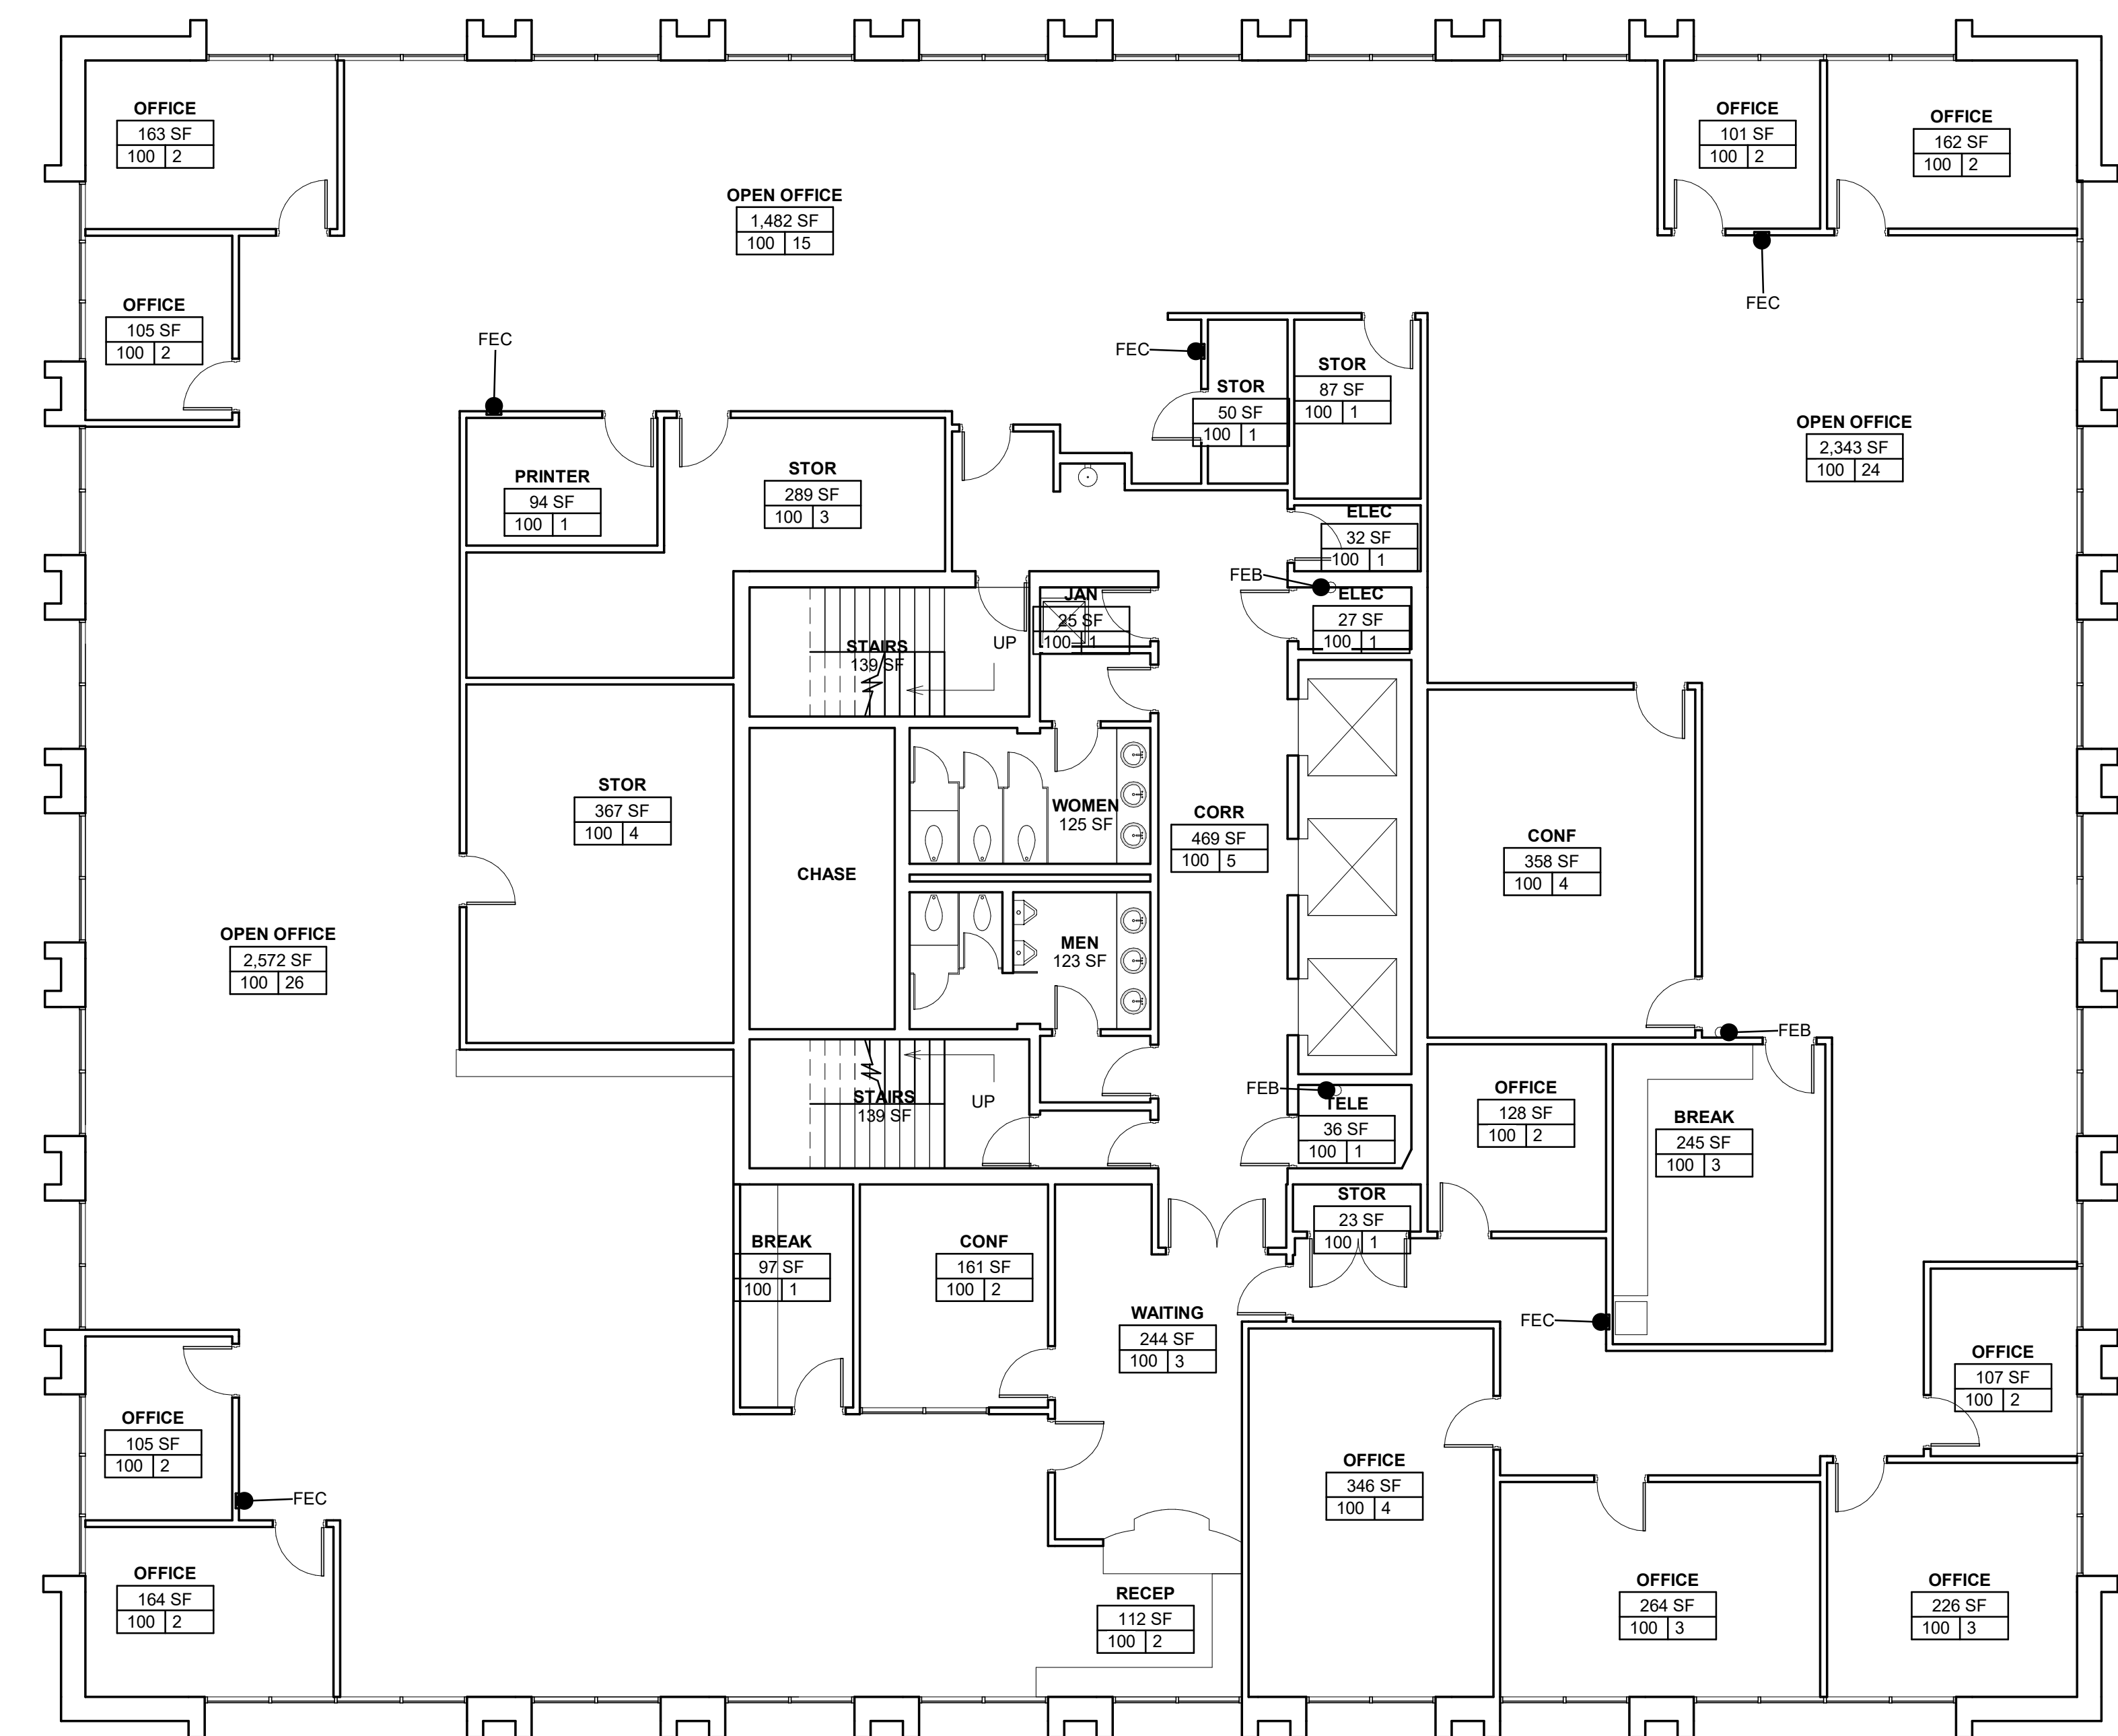 OFFICE
163 SF
100 2
OFFICE
101 SF
100 2
OFFICE
162 SF
100 2
OPEN OFFICE
1,482 SF
100 15
OFFICE
105 SF
100 2
FEC
FEC
FEC
STOR
50 SF
100 1
STOR
87 SF
100 1
OPEN OFFICE
2,343 SF
100 24
PRINTER
94 SF
100 1
STOR
289 SF
100 3
ELEC
32 SF
100 1
FEB
ELEC
27 SF
100 1
JAN
25 SF
100 1
STAIRS
139 SF
UP
STOR
367 SF
100 4
WOMEN
125 SF
CORR
469 SF
100 5
CONF
358 SF
100 4
CHASE
OPEN OFFICE
2,572 SF
100 26
MEN
123 SF
FEB
STAIRS
139 SF
UP
FEB
TELE
36 SF
100 1
OFFICE
128 SF
100 2
BREAK
245 SF
100 3
STOR
23 SF
100 1
BREAK
97 SF
100 1
CONF
161 SF
100 2
WAITING
244 SF
100 3
FEC
OFFICE
107 SF
100 2
OFFICE
105 SF
100 2
FEC
OFFICE
346 SF
100 4
OFFICE
164 SF
100 2
RECEP
112 SF
100 2
OFFICE
264 SF
100 3
OFFICE
226 SF
100 3